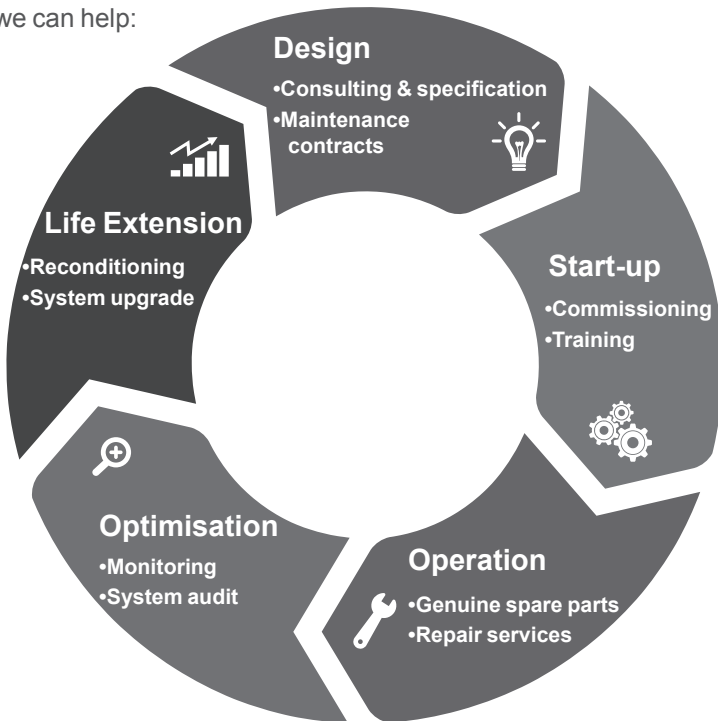 we can help:
Design
•Consulting & specification
•Maintenance
contracts
Start-up
•Commissioning
•Training
Operation
•Genuine spare parts
•Repair services
Optimisation
•Monitoring
•System audit
Life Extension
•Reconditioning
•System upgrade